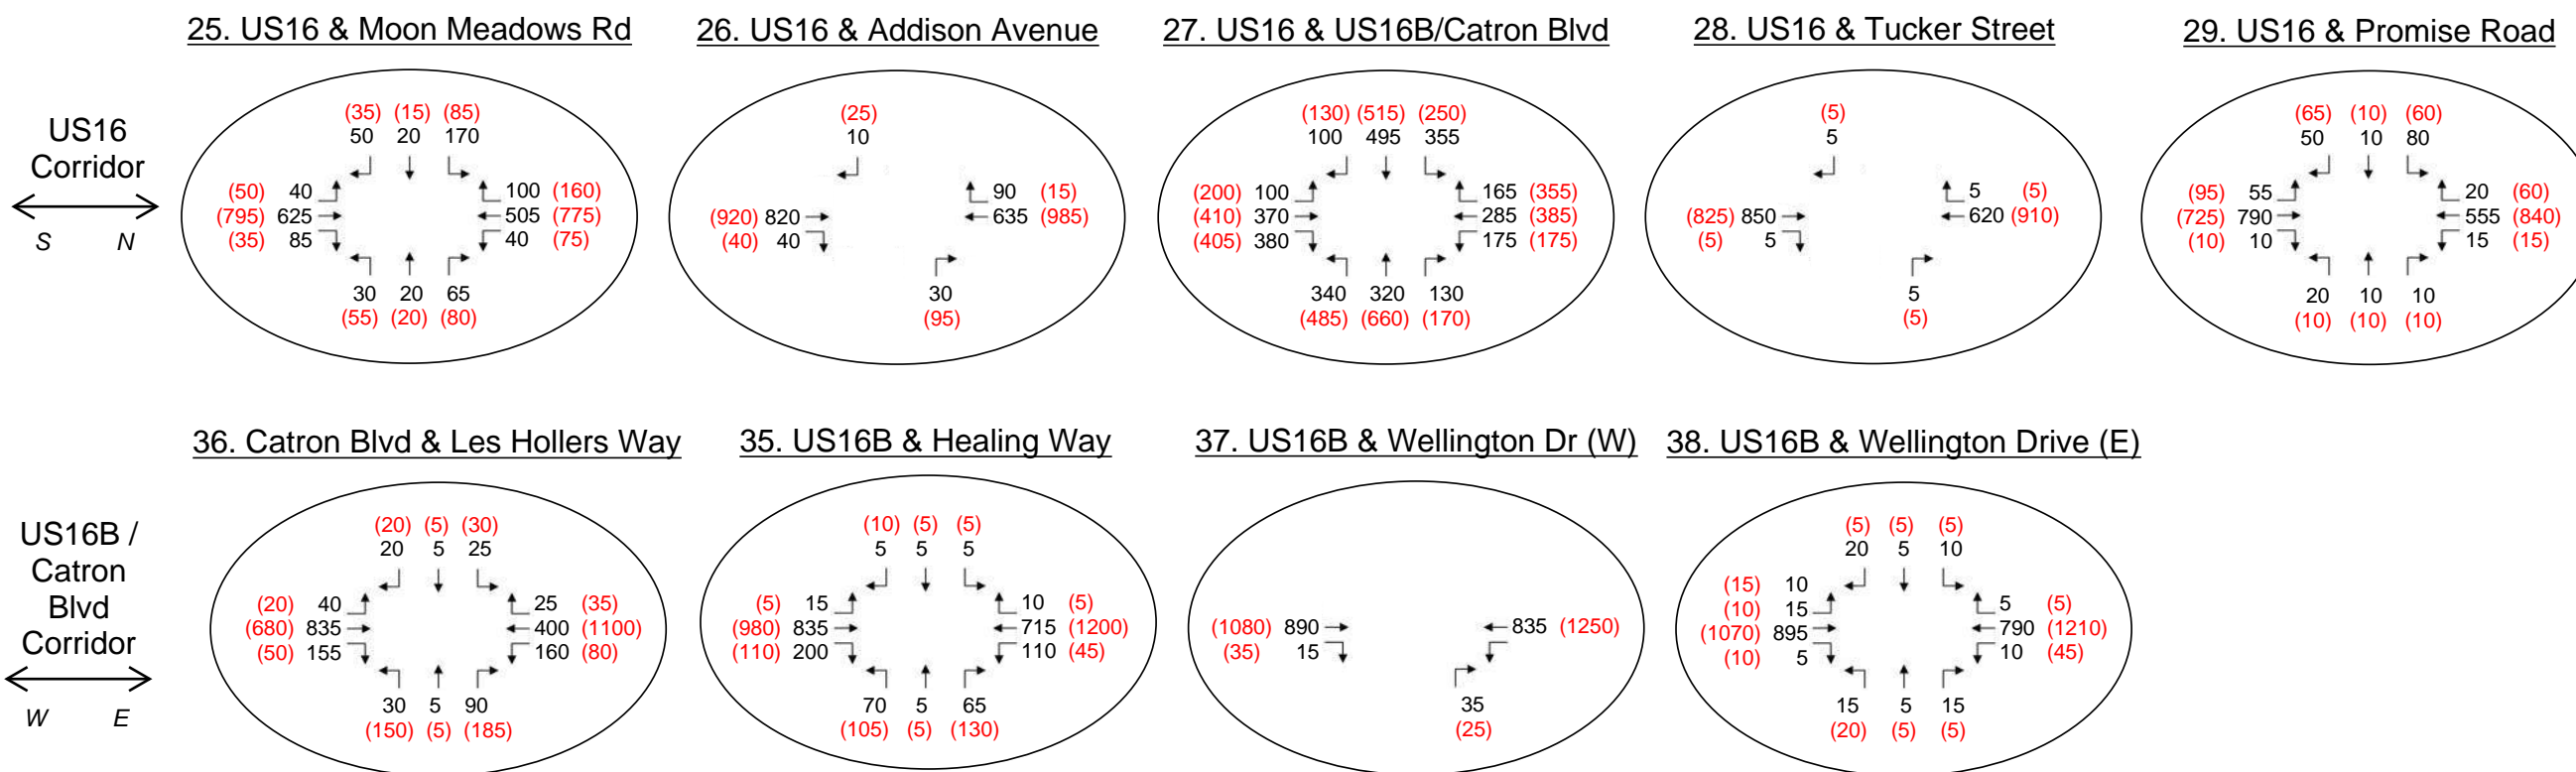 25. US16 & Moon Meadows Rd
26. US16 & Addison Avenue
27. US16 & US16B/Catron Blvd
28. US16 & Tucker Street
29. US16 & Promise Road
US16
Corridor
S N
(35) (15) (85)
50 20 170
(50) 40
(795) 625
(35) 85
100 (160)
505 (775)
40 (75)
30 20 65
(55) (20) (80)
(25)
10
(920) 820
(40) 40
90 (15)
635 (985)
30
(95)
(130) (515) (250)
100 495 355
(200) 100
(410) 370
(405) 380
165 (355)
285 (385)
175 (175)
340 320 130
(485) (660) (170)
(5)
5
(825) 850
(5) 5
5 (5)
620 (910)
5
(5)
(65) (10) (60)
50 10 80
(95) 55
(725) 790
(10) 10
20 (60)
555 (840)
15 (15)
20 10 10
(10) (10) (10)
36. Catron Blvd & Les Hollers Way
35. US16B & Healing Way
37. US16B & Wellington Dr (W)
38. US16B & Wellington Drive (E)
US16B /
Catron
Blvd
Corridor
W E
(20) (5) (30)
20 5 25
(20) 40
(680) 835
(50) 155
25 (35)
400 (1100)
160 (80)
30 5 90
(150) (5) (185)
(10) (5) (5)
5 5 5
(5) 15
(980) 835
(110) 200
10 (5)
715 (1200)
110 (45)
70 5 65
(105) (5) (130)
(1080) 890
(35) 15
835 (1250)
35
(25)
(5) (5) (5)
20 5 10
(15) 10
(10) 15
(1070) 895
(10) 5
5 (5)
790 (1210)
10 (45)
15 5 15
(20) (5) (5)